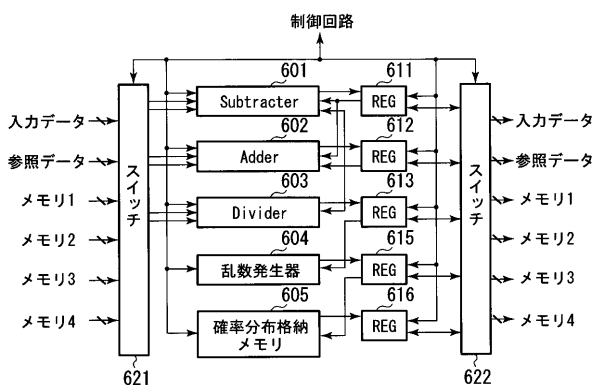 制御回路
601
611
Subtracter
REG
入力データ
入力データ
602
612
Adder
REG
参照データ
参照データ
スイッチ
スイッチ
603
613
メモリ1
Divider
REG
メモリ1
メモリ2
メモリ2
604
615
乱数発生器
REG
メモリ3
メモリ3
605
616
メモリ4
確率分布格納
メモリ
REG
メモリ4
621
622